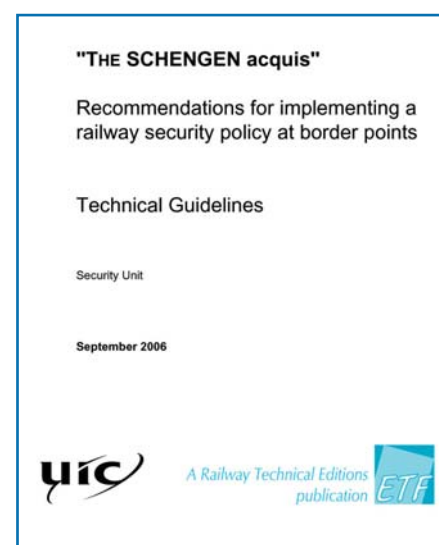 "THE SCHENGEN acquis"
Recommendations for implementing a
railway security policy at border points
Technical Guidelines
Security Unit
September 2006
uic
A Railway Technical Editions
publication
ETF